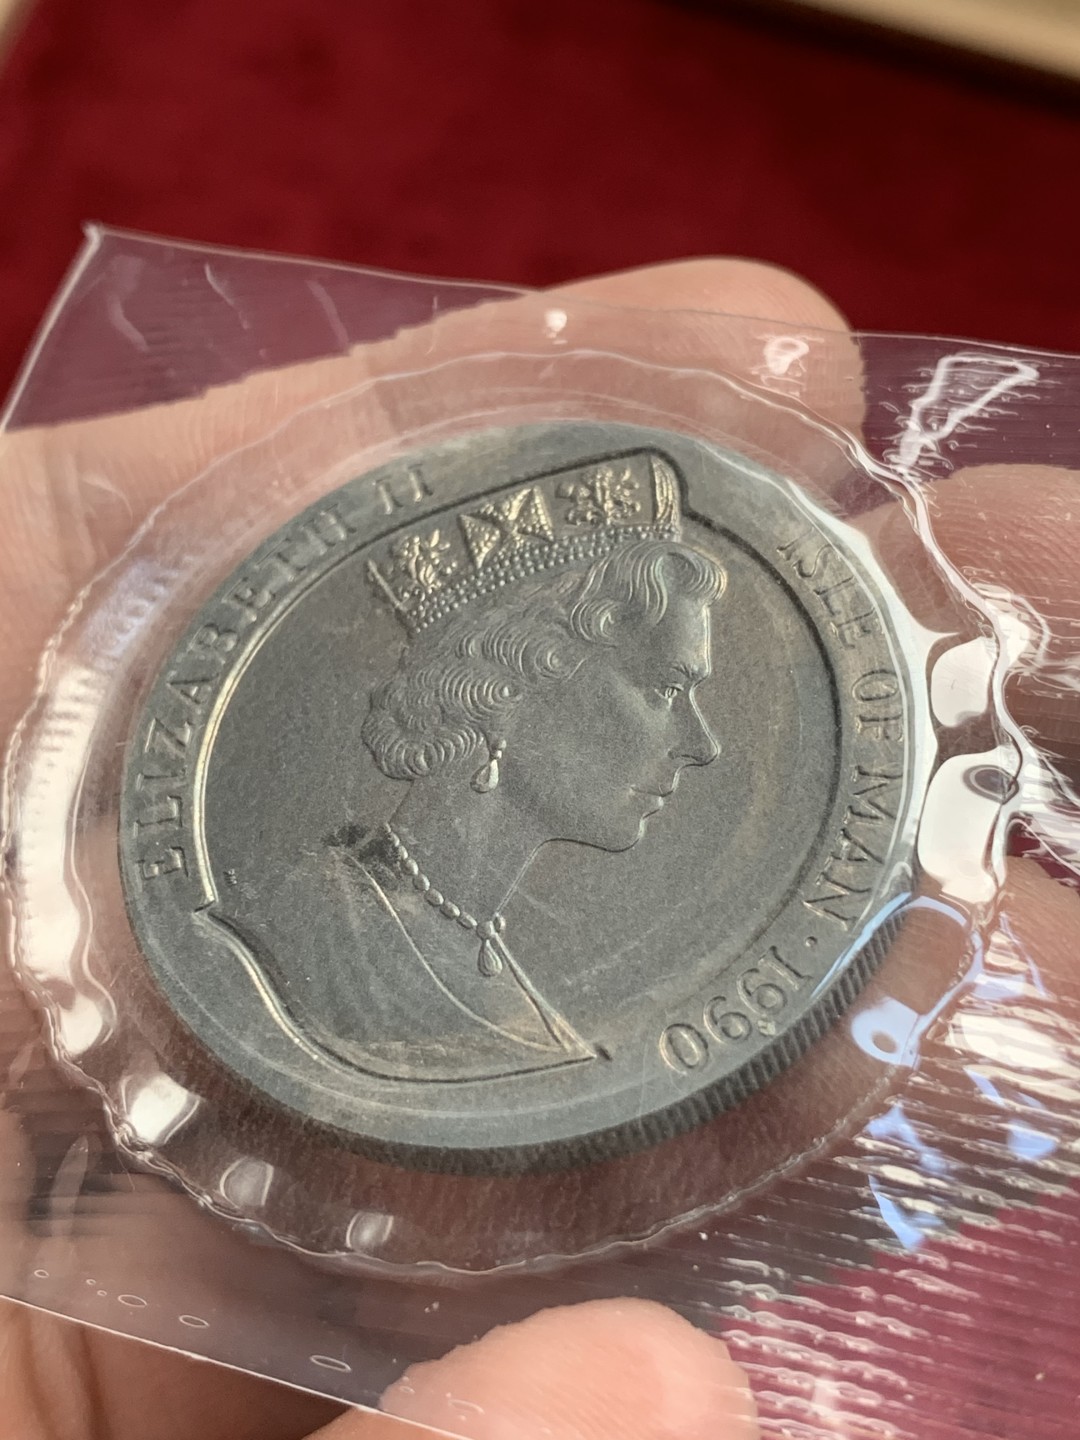 ELIZABETH II
ISLE OF MAN · 1990